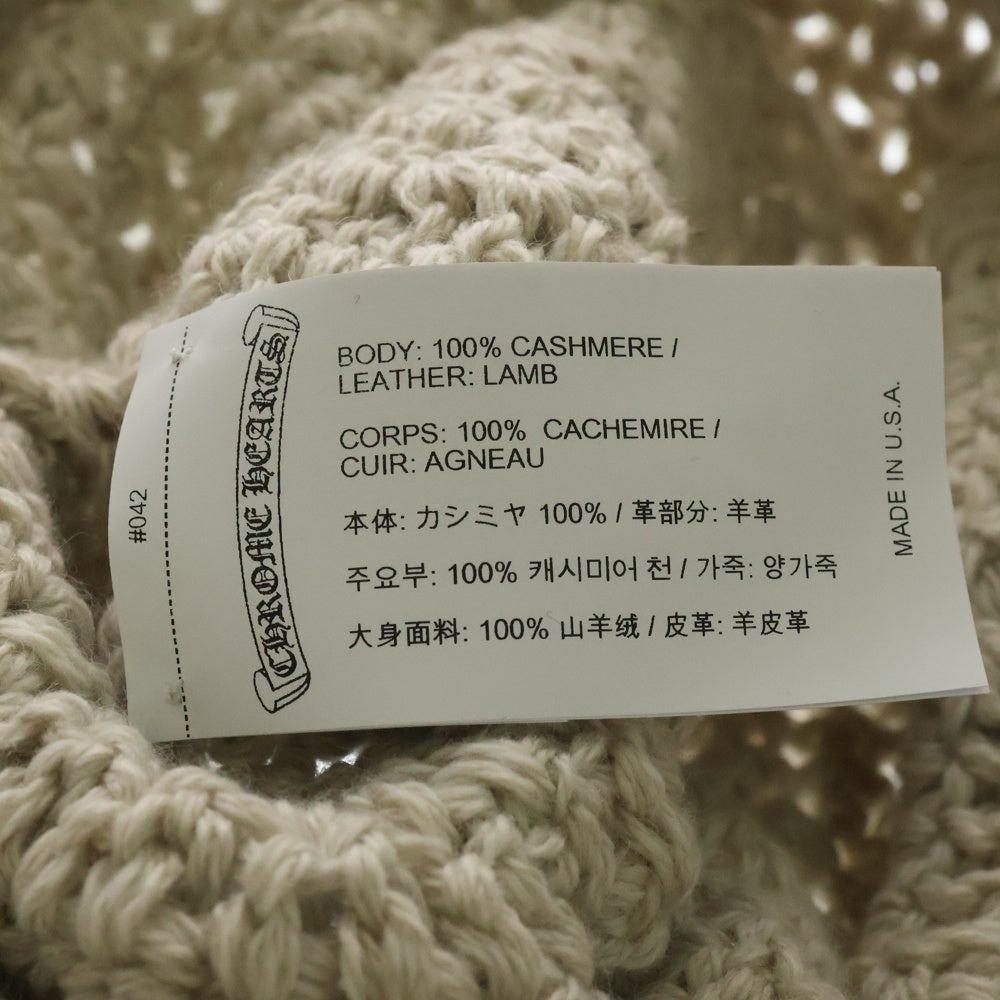 #042
CHROME HEARTS
BODY: 100% CASHMERE /
LEATHER: LAMB
CORPS: 100% CACHEMIRE /
CUIR: AGNEAU
本体: カシミヤ 100% / 革部分: 羊革
주요부: 100% 캐시미어 천 / 가죽: 양가죽
大身面料: 100% 山羊绒 / 皮革: 羊皮革
MADE IN U.S.A.